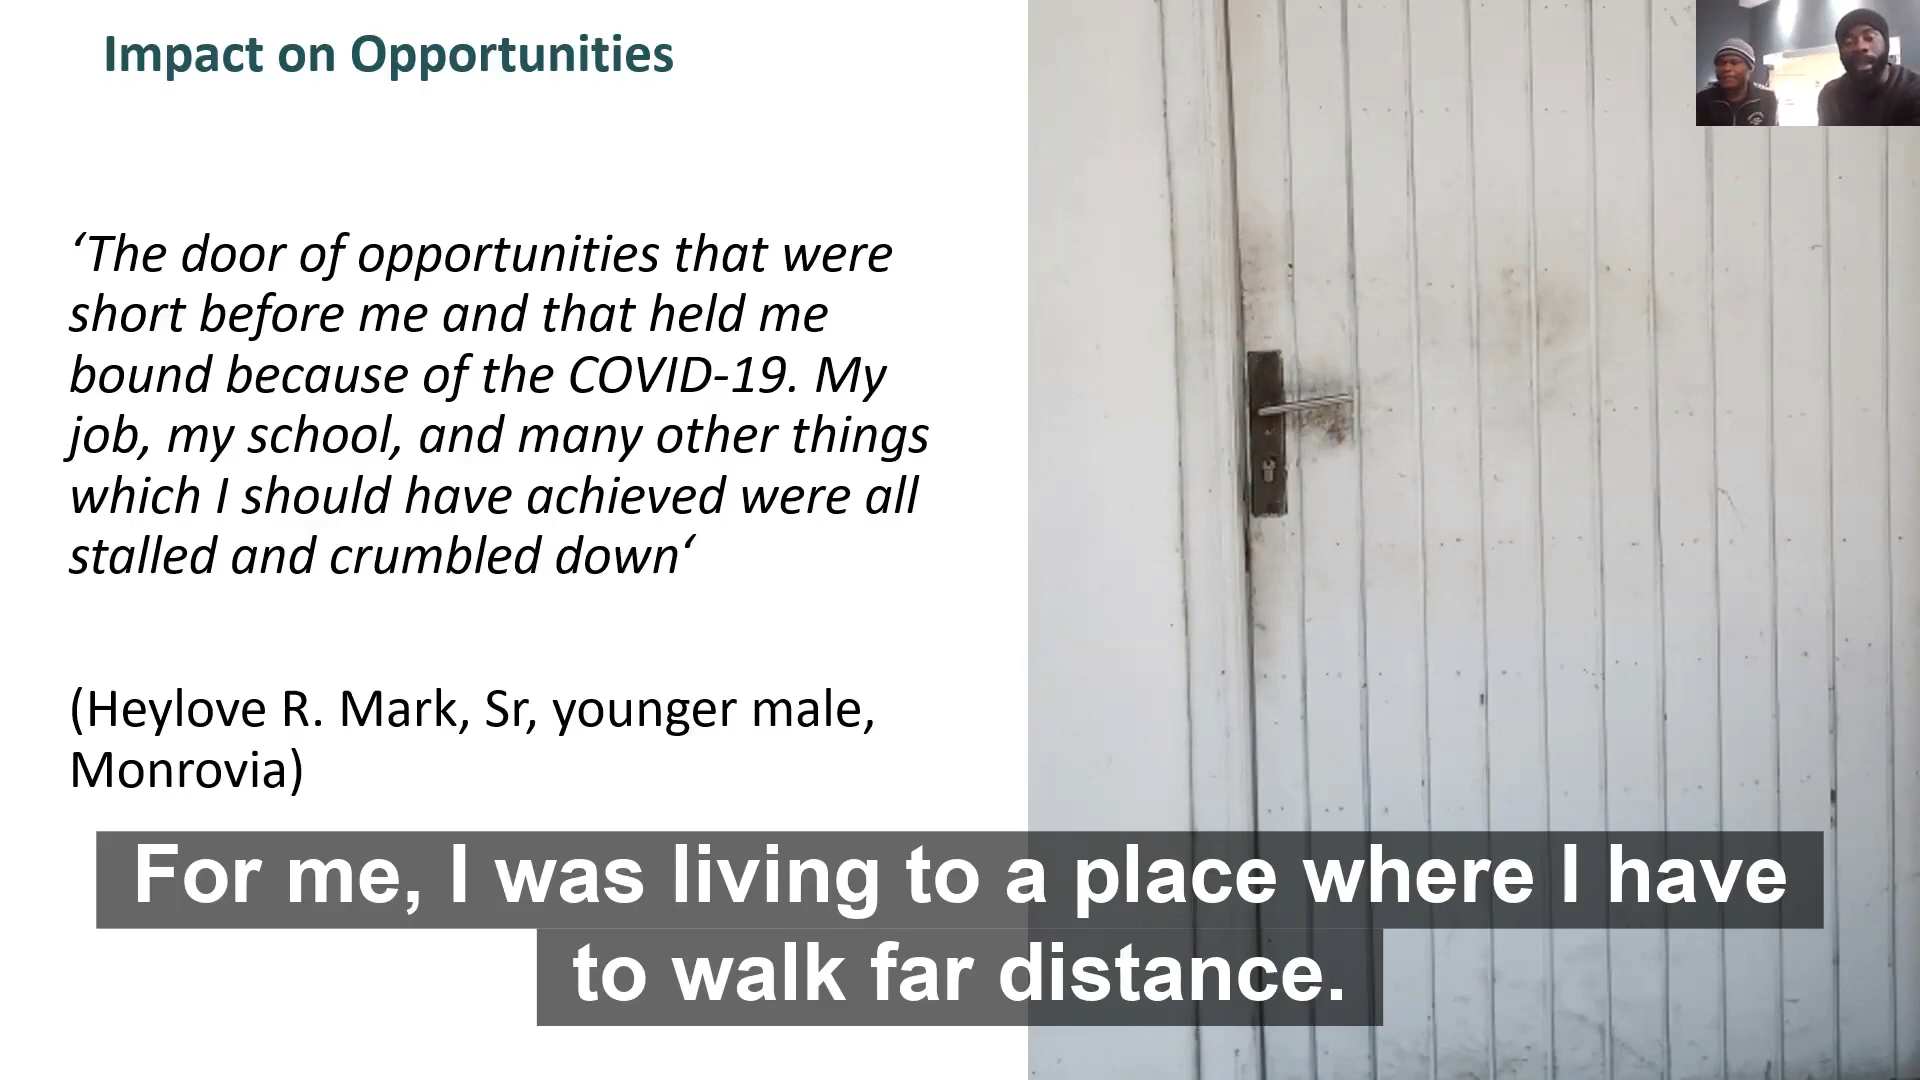 Impact on Opportunities
‘The door of opportunities that were
short before me and that held me
bound because of the COVID-19. My
job, my school, and many other things
which I should have achieved were all
stalled and crumbled down‘
(Heylove R. Mark, Sr, younger male,
Monrovia)
For me, I was living to a place where I have
to walk far distance.